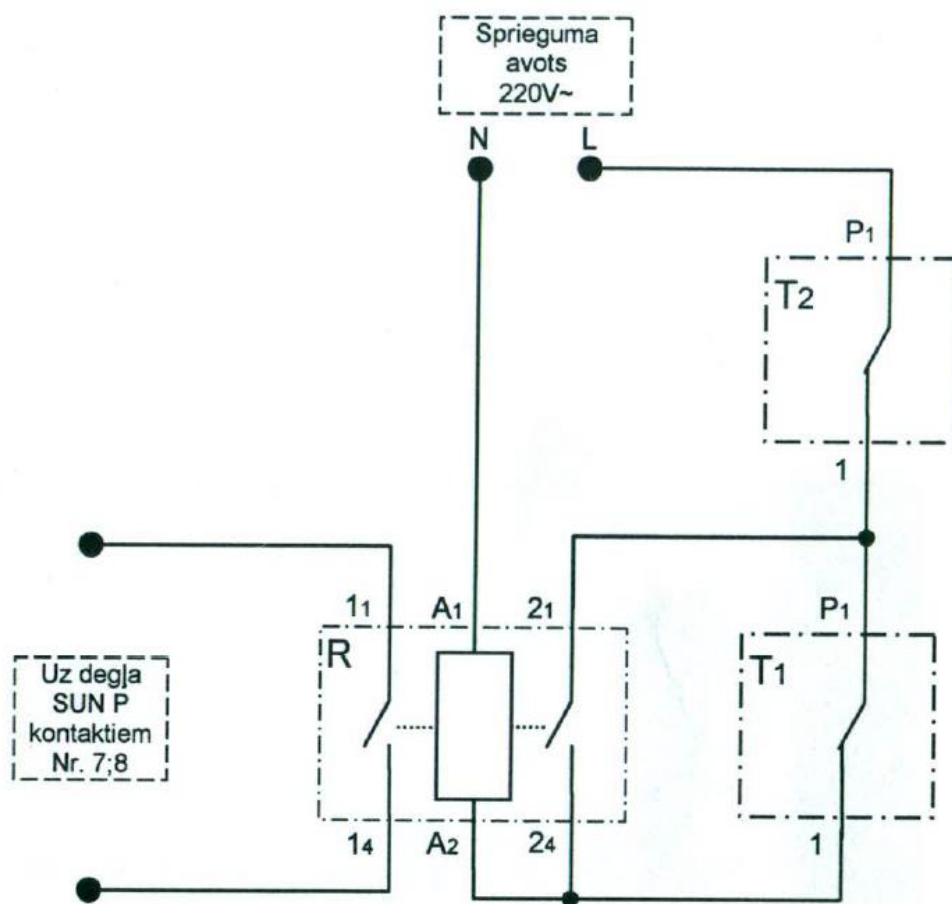 Sprieguma
avots
220V~
N L
P1
T2
1
11 A1 21 P1
R T1
Uz degļa
SUN P
kontaktiem
Nr. 7;8
14 A2 24 1